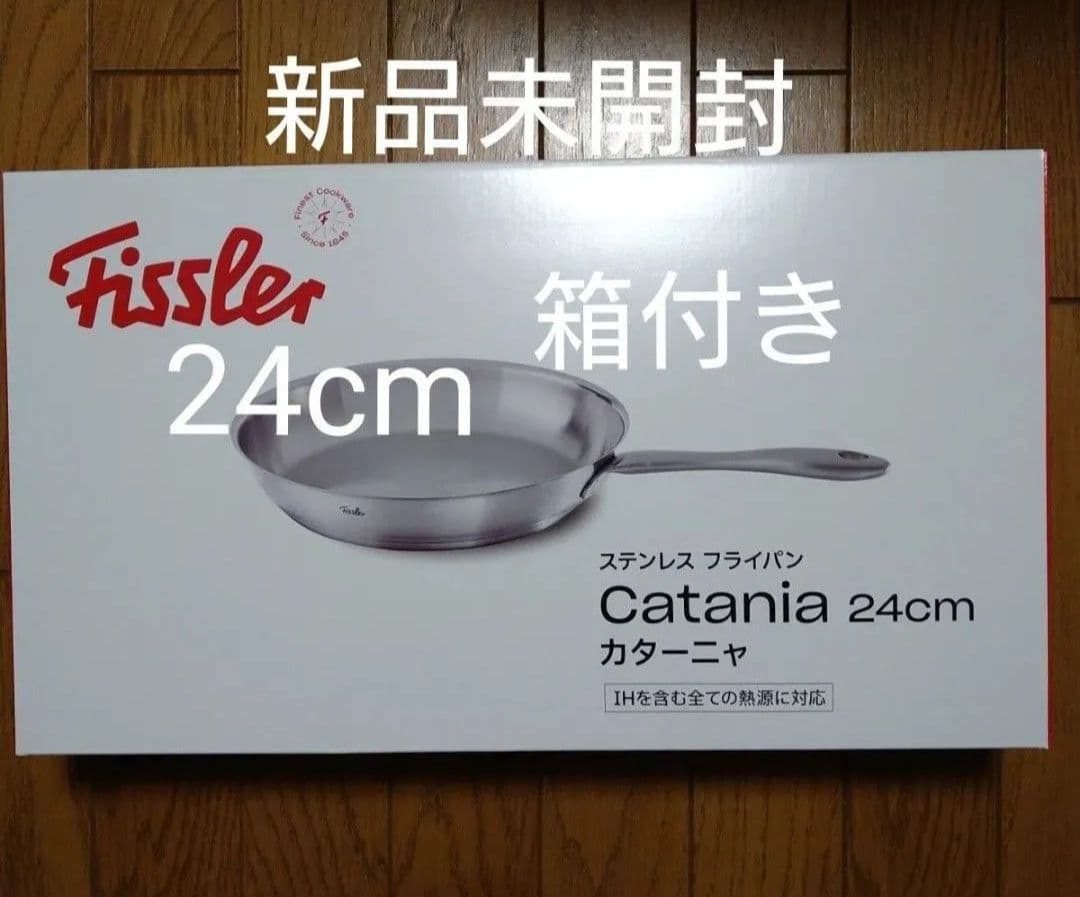 新品未開封
Finest Cookware
Since 1845
F
Fissler
箱付き
24cm
Fissler
ステンレス フライパン
Catania 24cm
カターニャ
IHを含む全ての熱源に対応